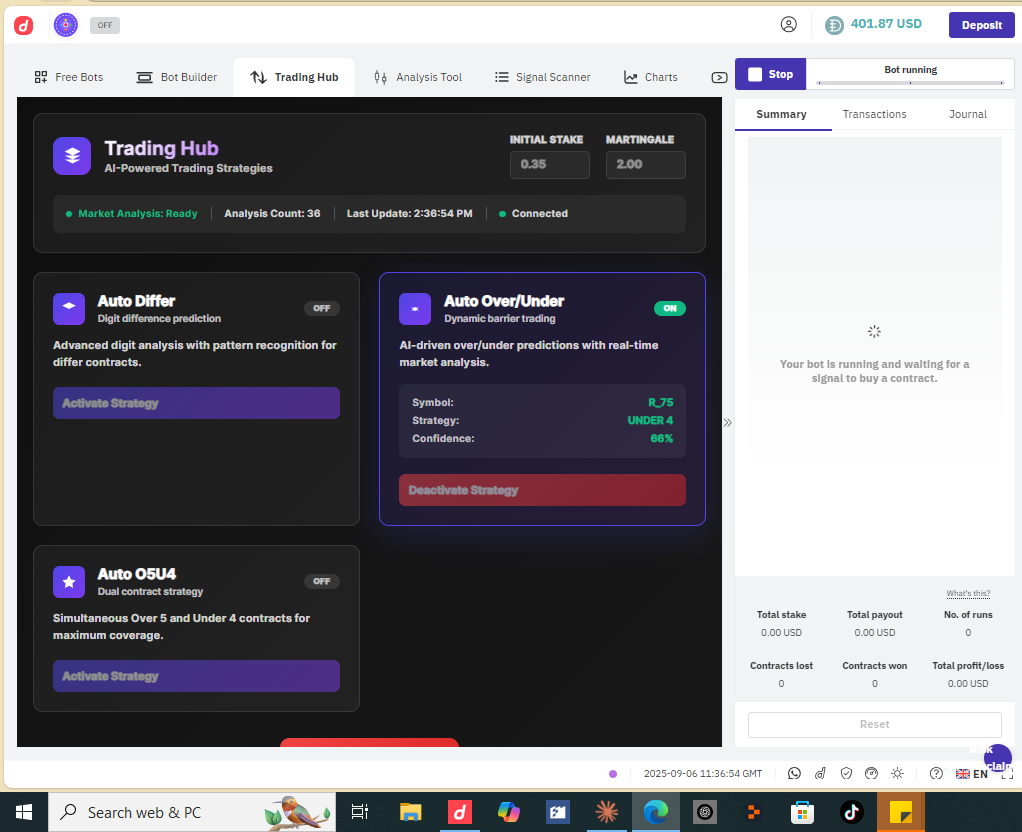 OFF
401.87 USD
Deposit
Free Bots
Bot Builder
Trading Hub
Analysis Tool
Signal Scanner
Charts
Stop
Bot running
Summary
Transactions
Journal
Trading Hub
AI-Powered Trading Strategies
INITIAL STAKE
MARTINGALE
0.35
2.00
Market Analysis: Ready
Analysis Count: 36
Last Update: 2:36:54 PM
Connected
Auto Differ
Digit difference prediction
OFF
Advanced digit analysis with pattern recognition for
differ contracts.
Activate Strategy
Auto Over/Under
Dynamic barrier trading
ON
AI-driven over/under predictions with real-time
market analysis.
Symbol:
R_75
Strategy:
UNDER 4
Confidence:
66%
Deactivate Strategy
Auto O5U4
Dual contract strategy
OFF
Simultaneous Over 5 and Under 4 contracts for
maximum coverage.
Activate Strategy
Your bot is running and waiting for a
signal to buy a contract.
What's this?
Total stake
Total payout
No. of runs
0.00 USD
0.00 USD
0
Contracts lost
Contracts won
Total profit/loss
0
0
0.00 USD
Reset
2025-09-06 11:36:54 GMT
EN
Search web & PC